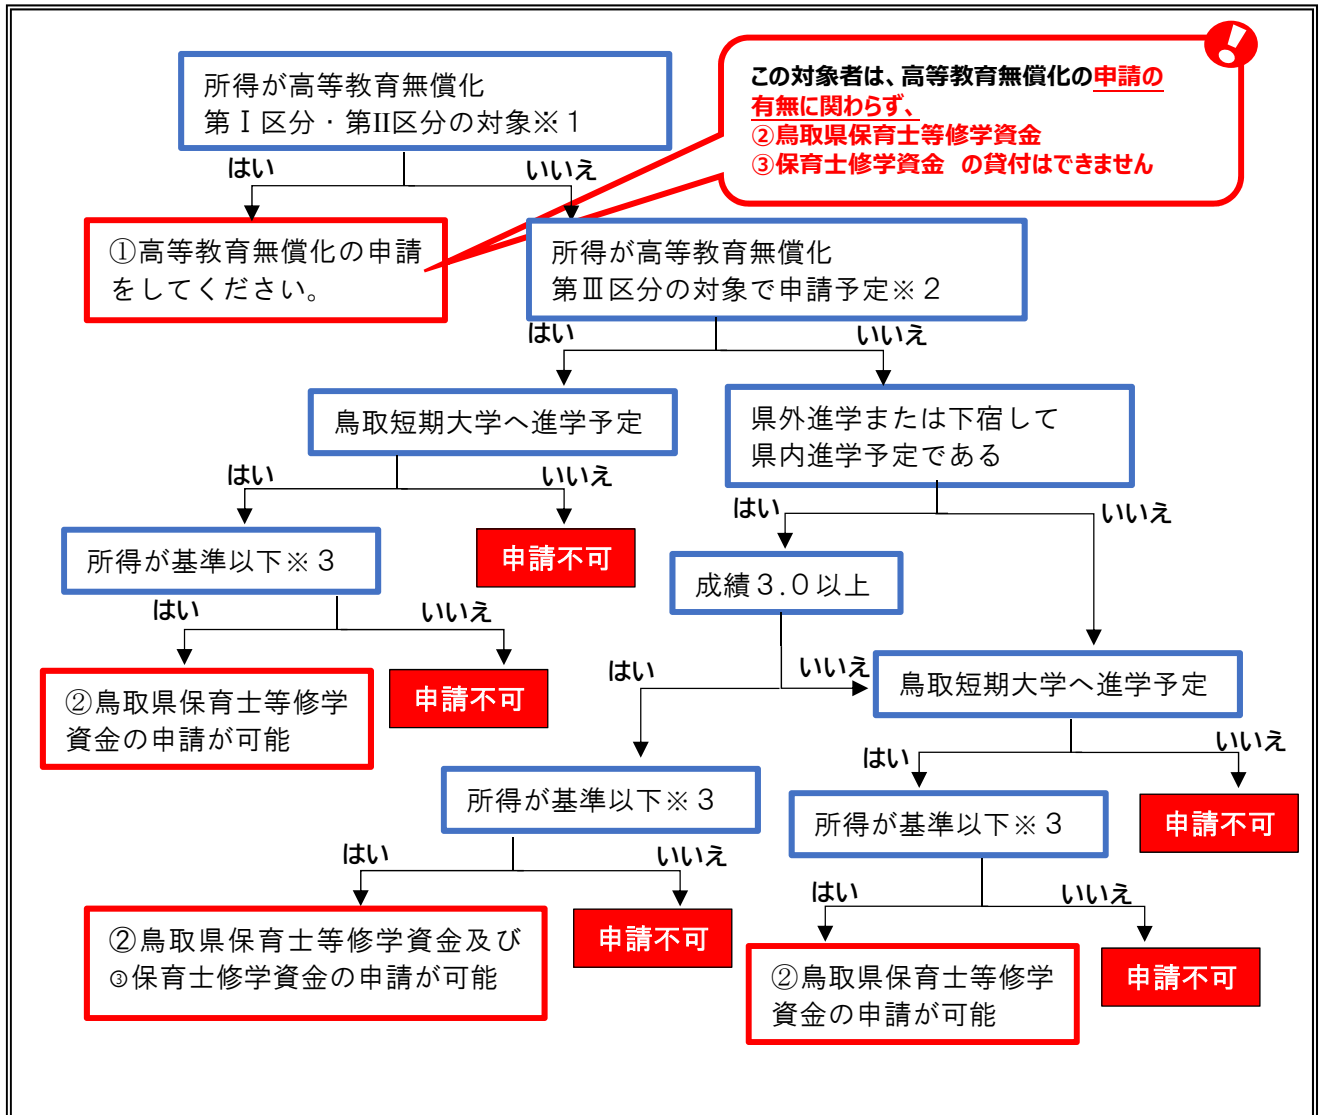 所得が高等教育無償化
第Ⅰ区分・第II区分の対象※１
この対象者は、高等教育無償化の申請の
有無に関わらず、
②鳥取県保育士等修学資金
③保育士修学資金　の貸付はできません
はい
いいえ
①高等教育無償化の申請
をしてください。
所得が高等教育無償化
第Ⅲ区分の対象で申請予定※２
はい
いいえ
鳥取短期大学へ進学予定
県外進学または下宿して
県内進学予定である
はい
いいえ
はい
いいえ
所得が基準以下※３
申請不可
成績３.０以上
はい
いいえ
はい
いいえ
鳥取短期大学へ進学予定
②鳥取県保育士等修学
資金の申請が可能
申請不可
はい
いいえ
所得が基準以下※３
所得が基準以下※３
申請不可
はい
いいえ
はい
いいえ
②鳥取県保育士等修学資金及び
③保育士修学資金の申請が可能
申請不可
②鳥取県保育士等修学
資金の申請が可能
申請不可